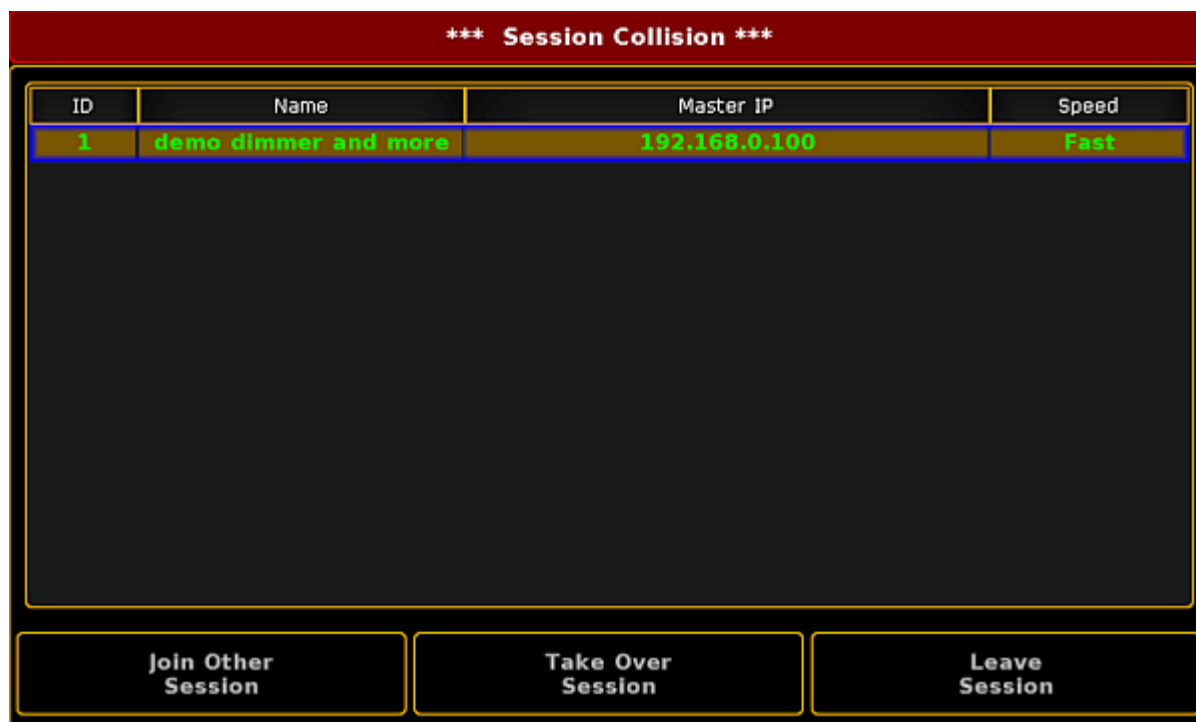 *** Session Collision ***
ID Name Master IP Speed
1 demo dimmer and more 192.168.0.100 Fast
Join Other Session
Take Over Session
Leave Session